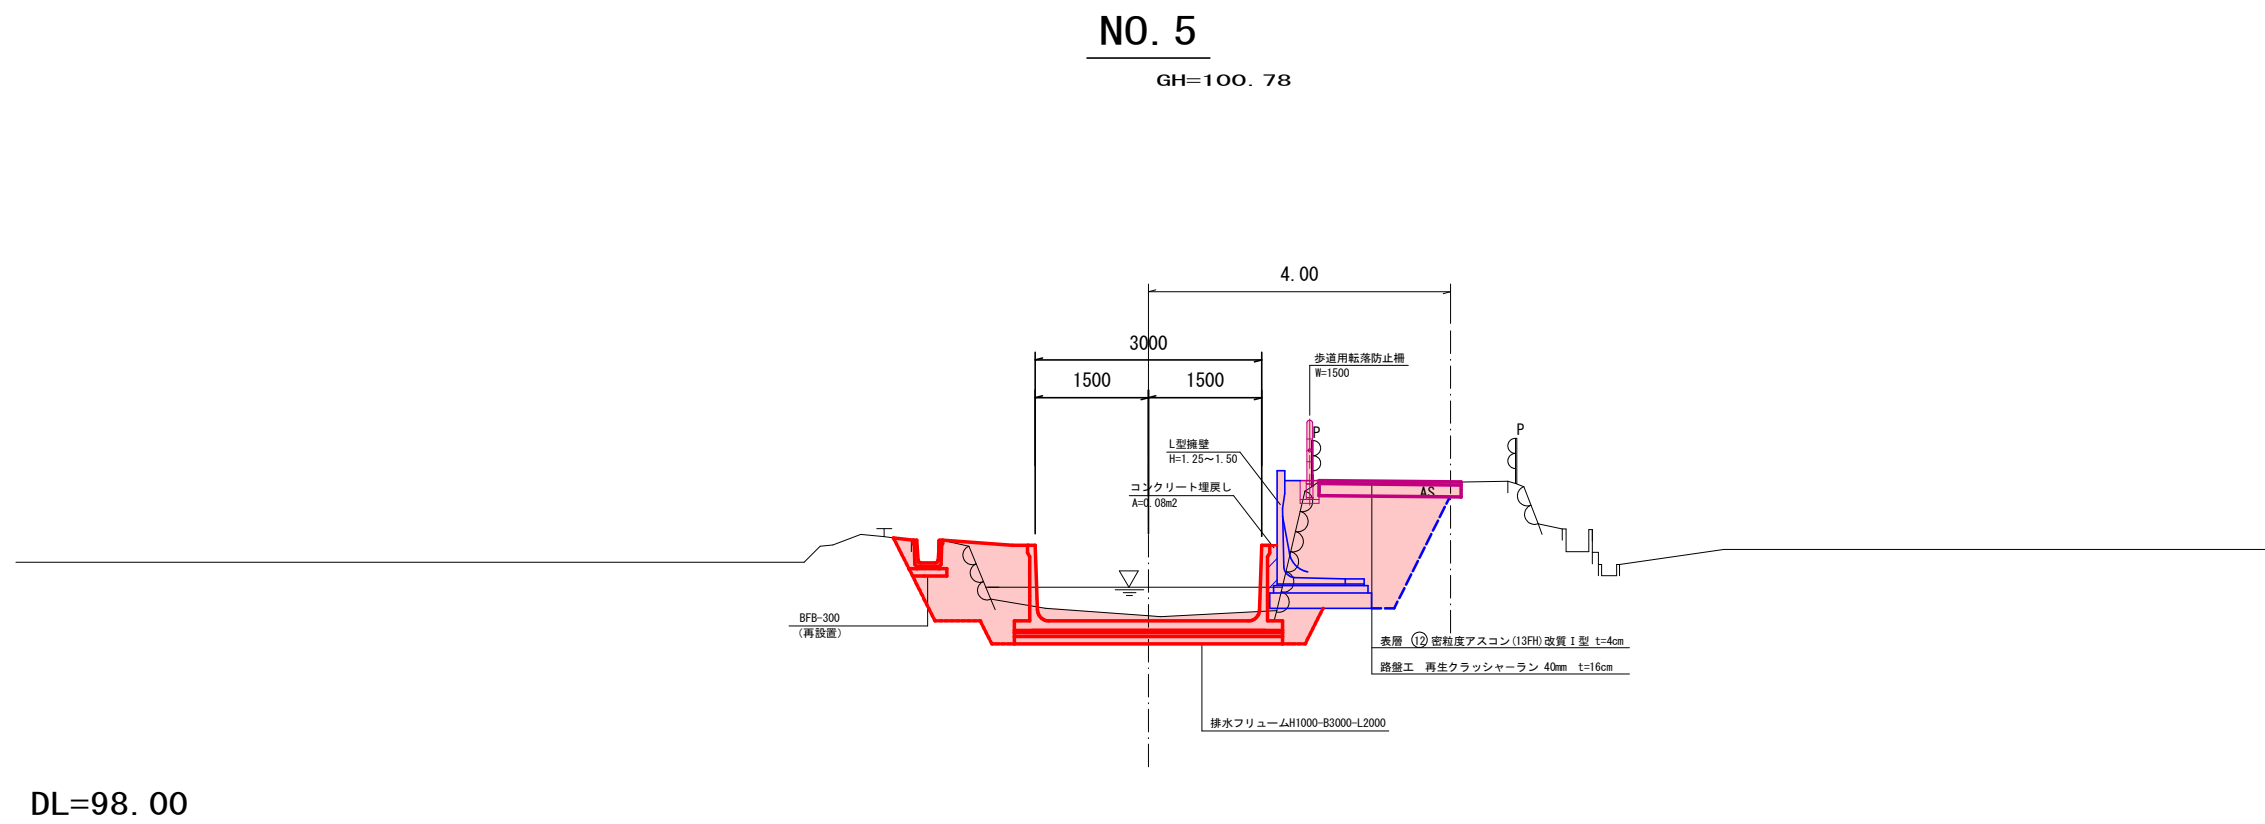 NO. 5
GH=100. 78
4. 00
3000
1500
1500
歩道用転落防止柵
W=1500
P
P
L型擁壁
H=1. 25～1. 50
コンクリート埋戻し
A=0. 08m2
AS
BFB-300
(再設置)
表層 ⑫ 密粒度アスコン(13FH)改質Ⅰ型 t=4cm
路盤工 再生クラッシャーラン 40mm t=16cm
排水フリュームH1000-B3000-L2000
DL=98. 00